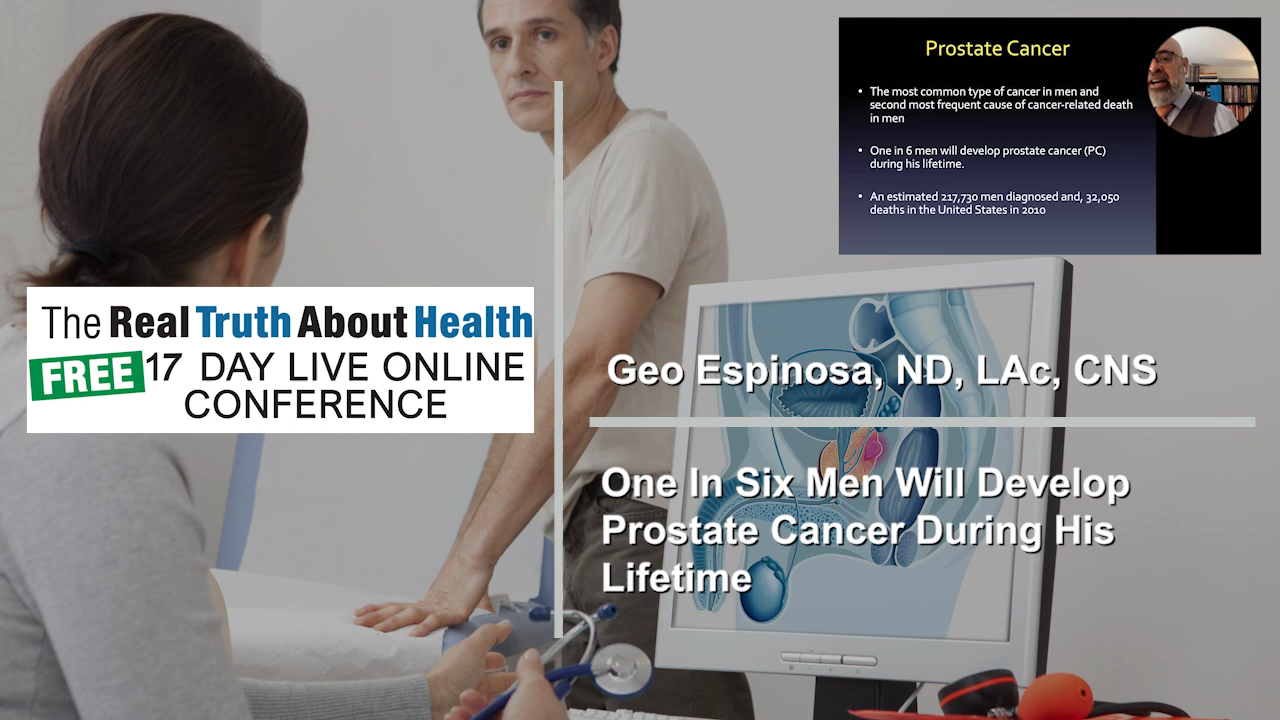 The Real Truth About Health
FREE 17 DAY LIVE ONLINE
CONFERENCE
Prostate Cancer
• The most common type of cancer in men and
second most frequent cause of cancer-related death
in men
• One in 6 men will develop prostate cancer (PC)
during his lifetime.
• An estimated 217,730 men diagnosed and, 32,050
deaths in the United States in 2010
Geo Espinosa, ND, LAc, CNS
One In Six Men Will Develop
Prostate Cancer During His
Lifetime